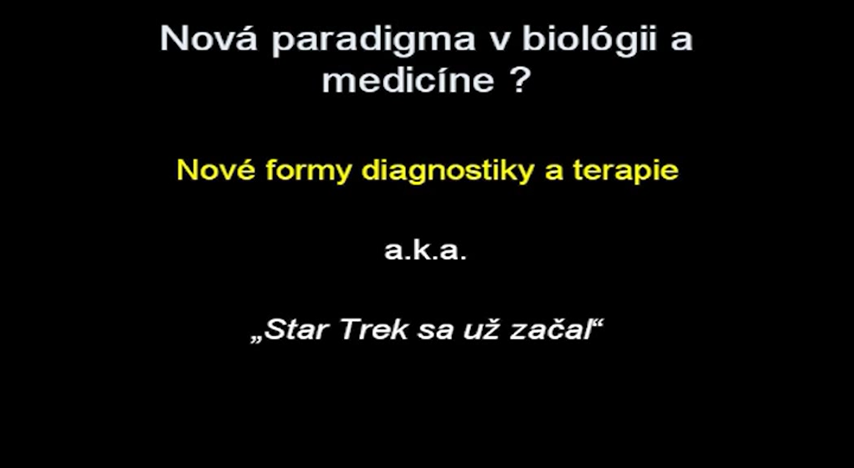 Nová paradigma v biológii a
medicíne ?
Nové formy diagnostiky a terapie
a.k.a.
„Star Trek sa už začal“